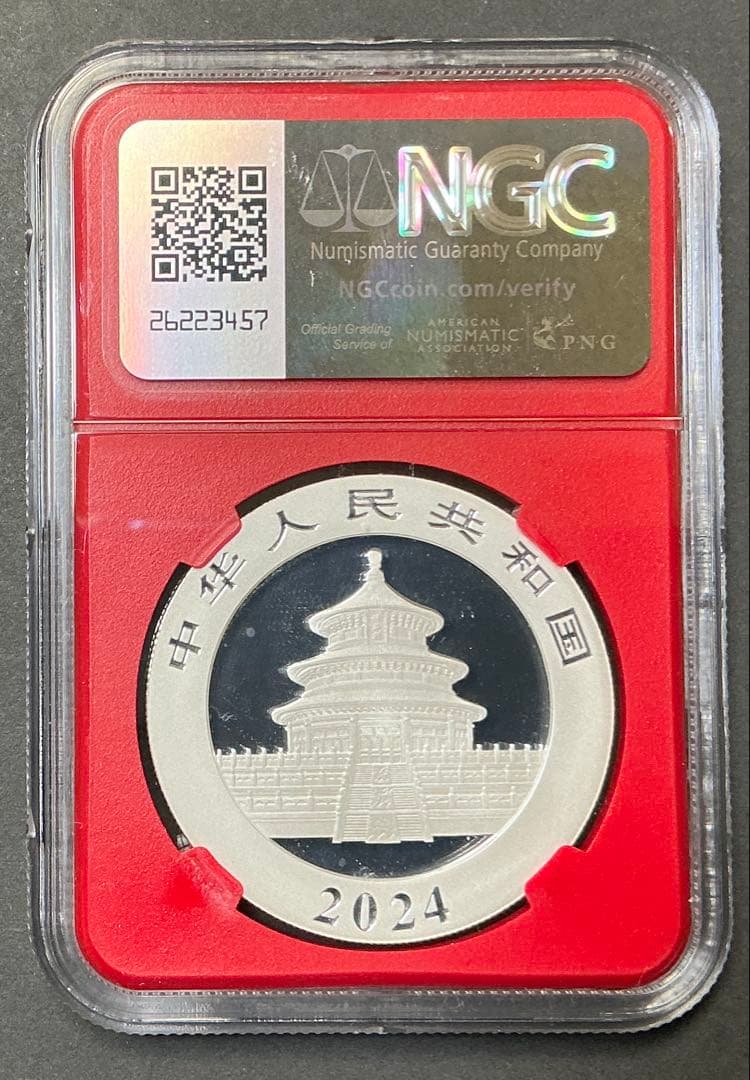 NGC
Numismatic Guaranty Company
NGCcoin.com/verify
26223457
Official Grading
Service of
AMERICAN
NUMISMATIC
ASSOCIATION
PNG
中华人民共和国
2024